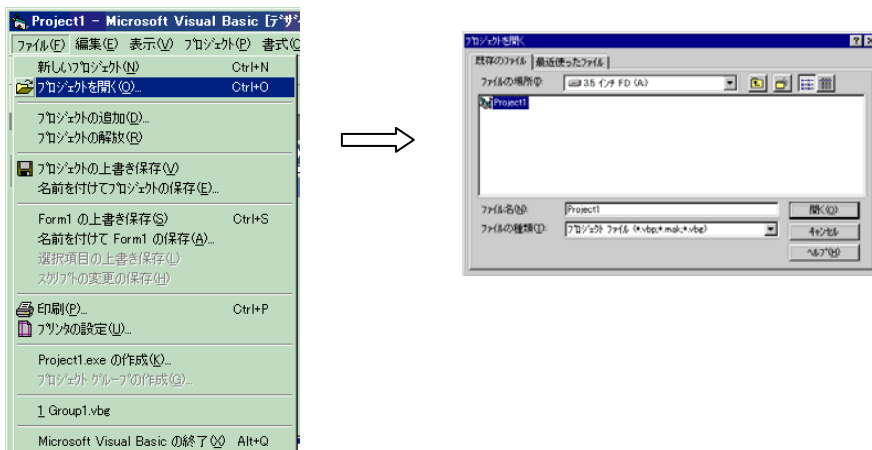 Project1 - Microsoft Visual Basic [デザ
ファイル(F) 編集(E) 表示(V) プロジェクト(P) 書式(O
新しいプロジェクト(N) Ctrl+N
プロジェクトを開く(O)... Ctrl+O
プロジェクトの追加(D)...
プロジェクトの解放(R)
プロジェクトの上書き保存(V)
名前を付けてプロジェクトの保存(E)...
Form1 の上書き保存(S) Ctrl+S
名前を付けて Form1 の保存(A)...
選択項目の上書き保存(L)
スクリプトの変更の保存(H)
印刷(P)... Ctrl+P
プリンタの設定(U)...
Project1.exe の作成(K)...
プロジェクト グループの作成(G)...
1 Group1.vbg
Microsoft Visual Basic の終了(X) Alt+Q
プロジェクトを開く
既存のファイル 最近使ったファイル
ファイルの場所(I): 3.5 インチ FD (A:)
Project1
ファイル名(N): Project1 開く(O)
ファイルの種類(T): プロジェクト ファイル (*.vbp;*.mak;*.vbg) キャンセル
ヘルプ(H)